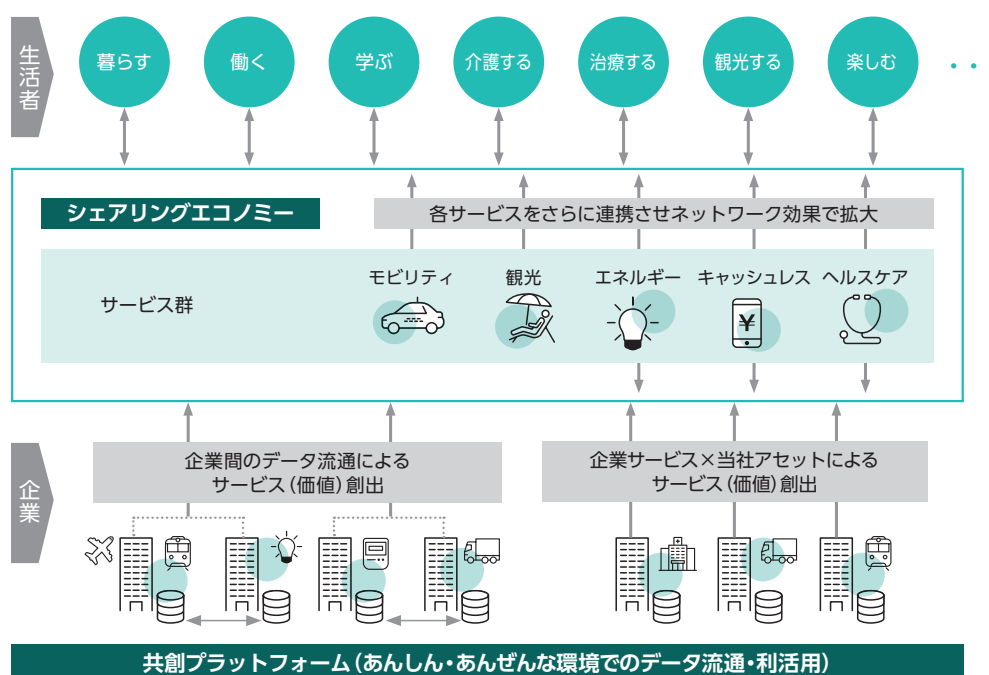 生活者
暮らす
働く
学ぶ
介護する
治療する
観光する
楽しむ
・・
シェアリングエコノミー
各サービスをさらに連携させネットワーク効果で拡大
サービス群
モビリティ
観光
エネルギー
キャッシュレス
ヘルスケア
¥
企業
企業間のデータ流通による
サービス(価値)創出
企業サービス×当社アセットによる
サービス(価値)創出
共創プラットフォーム(あんしん・あんぜんな環境でのデータ流通・利活用)